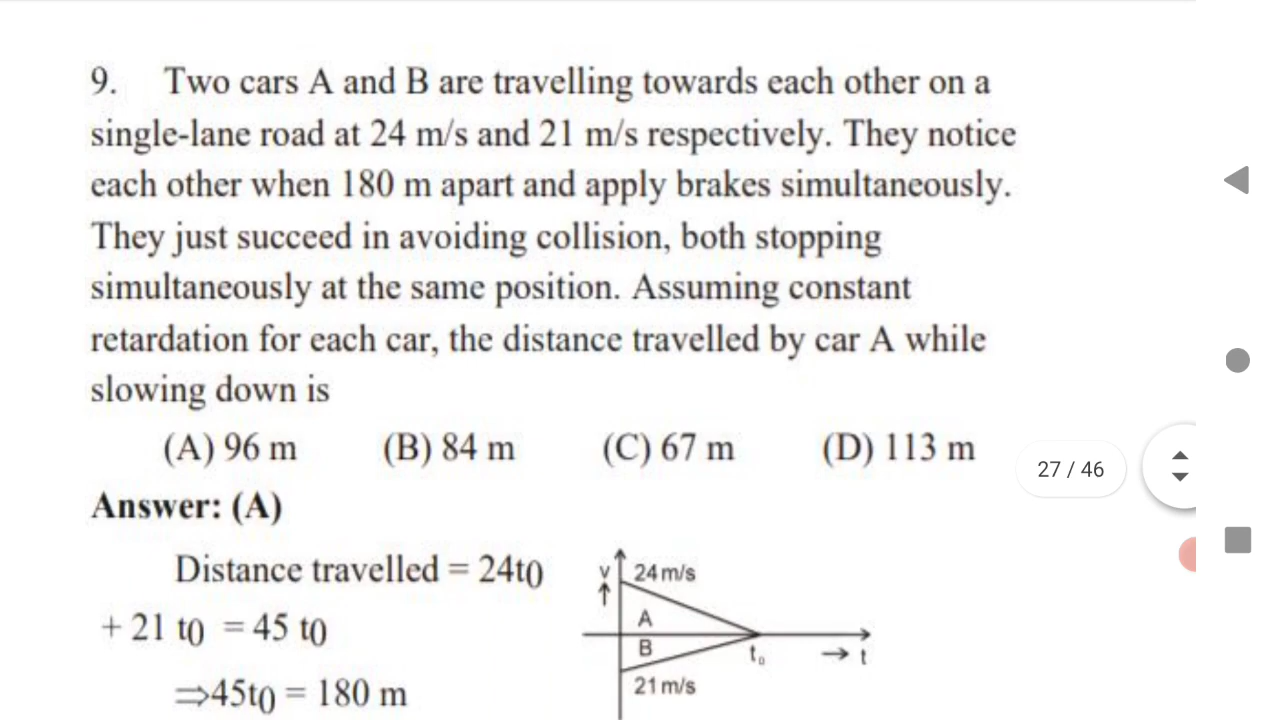 9. Two cars A and B are travelling towards each other on a
single-lane road at 24 m/s and 21 m/s respectively. They notice
each other when 180 m apart and apply brakes simultaneously.
They just succeed in avoiding collision, both stopping
simultaneously at the same position. Assuming constant
retardation for each car, the distance travelled by car A while
slowing down is
(A) 96 m (B) 84 m (C) 67 m (D) 113 m
27 / 46
Answer: (A)
Distance travelled = 24t0
+ 21 t0 = 45 t0
⇒45t0 = 180 m
v ↑ 24 m/s
A
B
t₀ → t
21 m/s